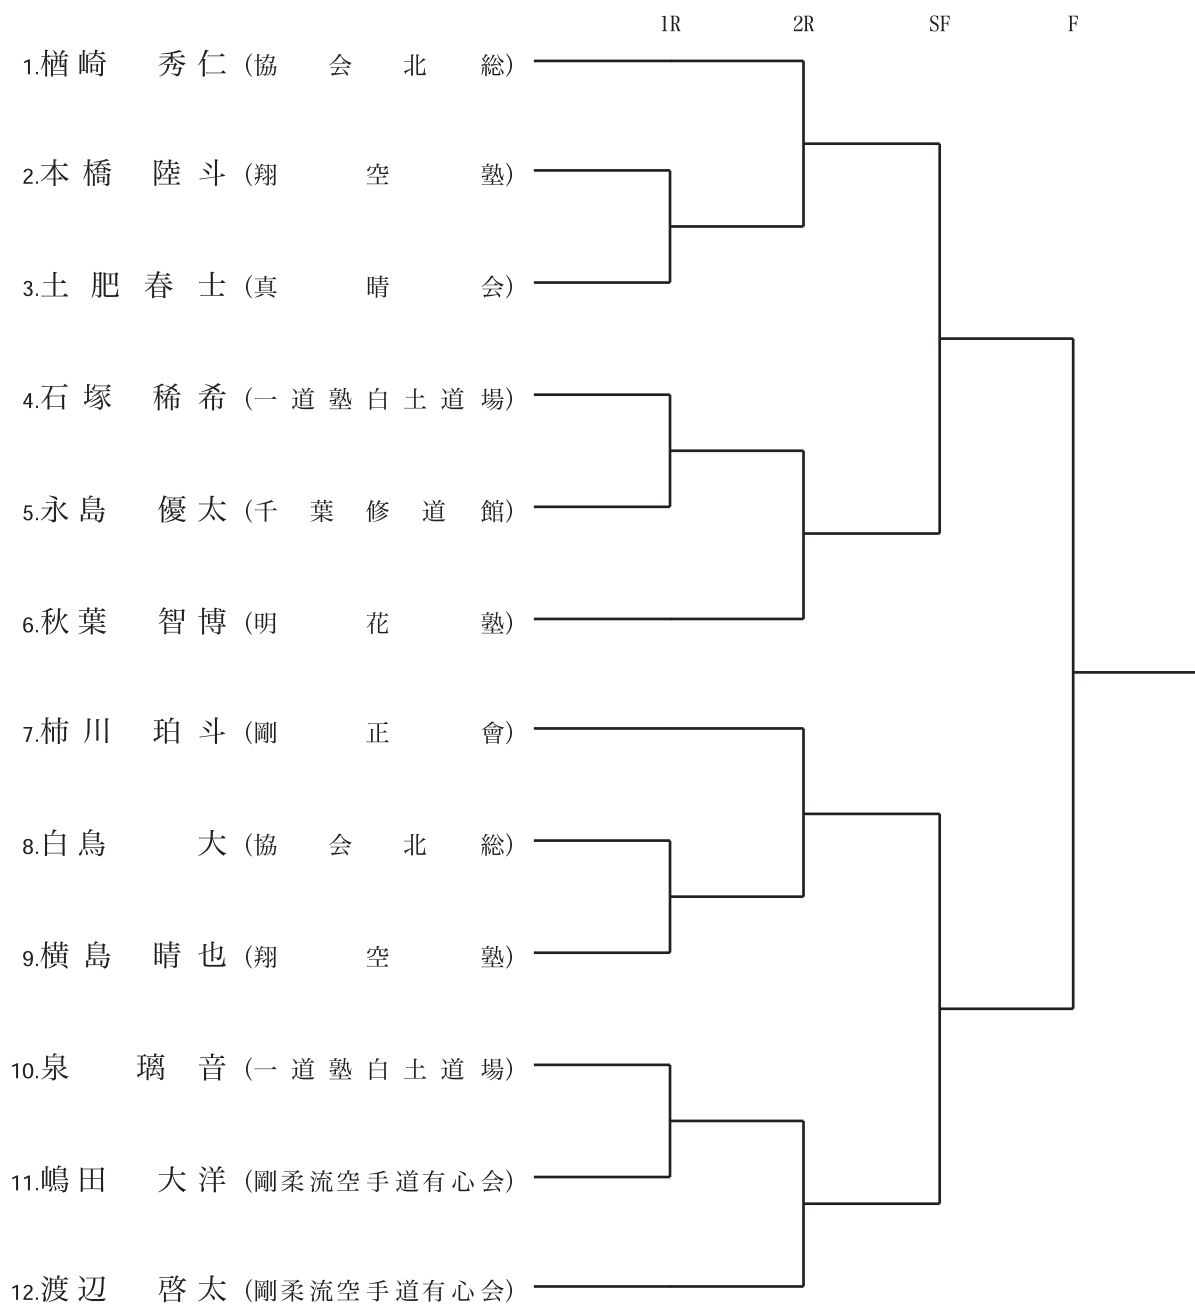 1R 2R SF F
1.楢崎 秀仁 (協会北総)
2.本橋 陸斗 (翔空塾)
3.土肥 春士 (真晴会)
4.石塚 稀希 (一道塾白土道場)
5.永島 優太 (千葉修道館)
6.秋葉 智博 (明花塾)
7.柿川 珀斗 (剛正會)
8.白鳥 大 (協会北総)
9.横島 晴也 (翔空塾)
10.泉 璃音 (一道塾白土道場)
11.嶋田 大洋 (剛柔流空手道有心会)
12.渡辺 啓太 (剛柔流空手道有心会)